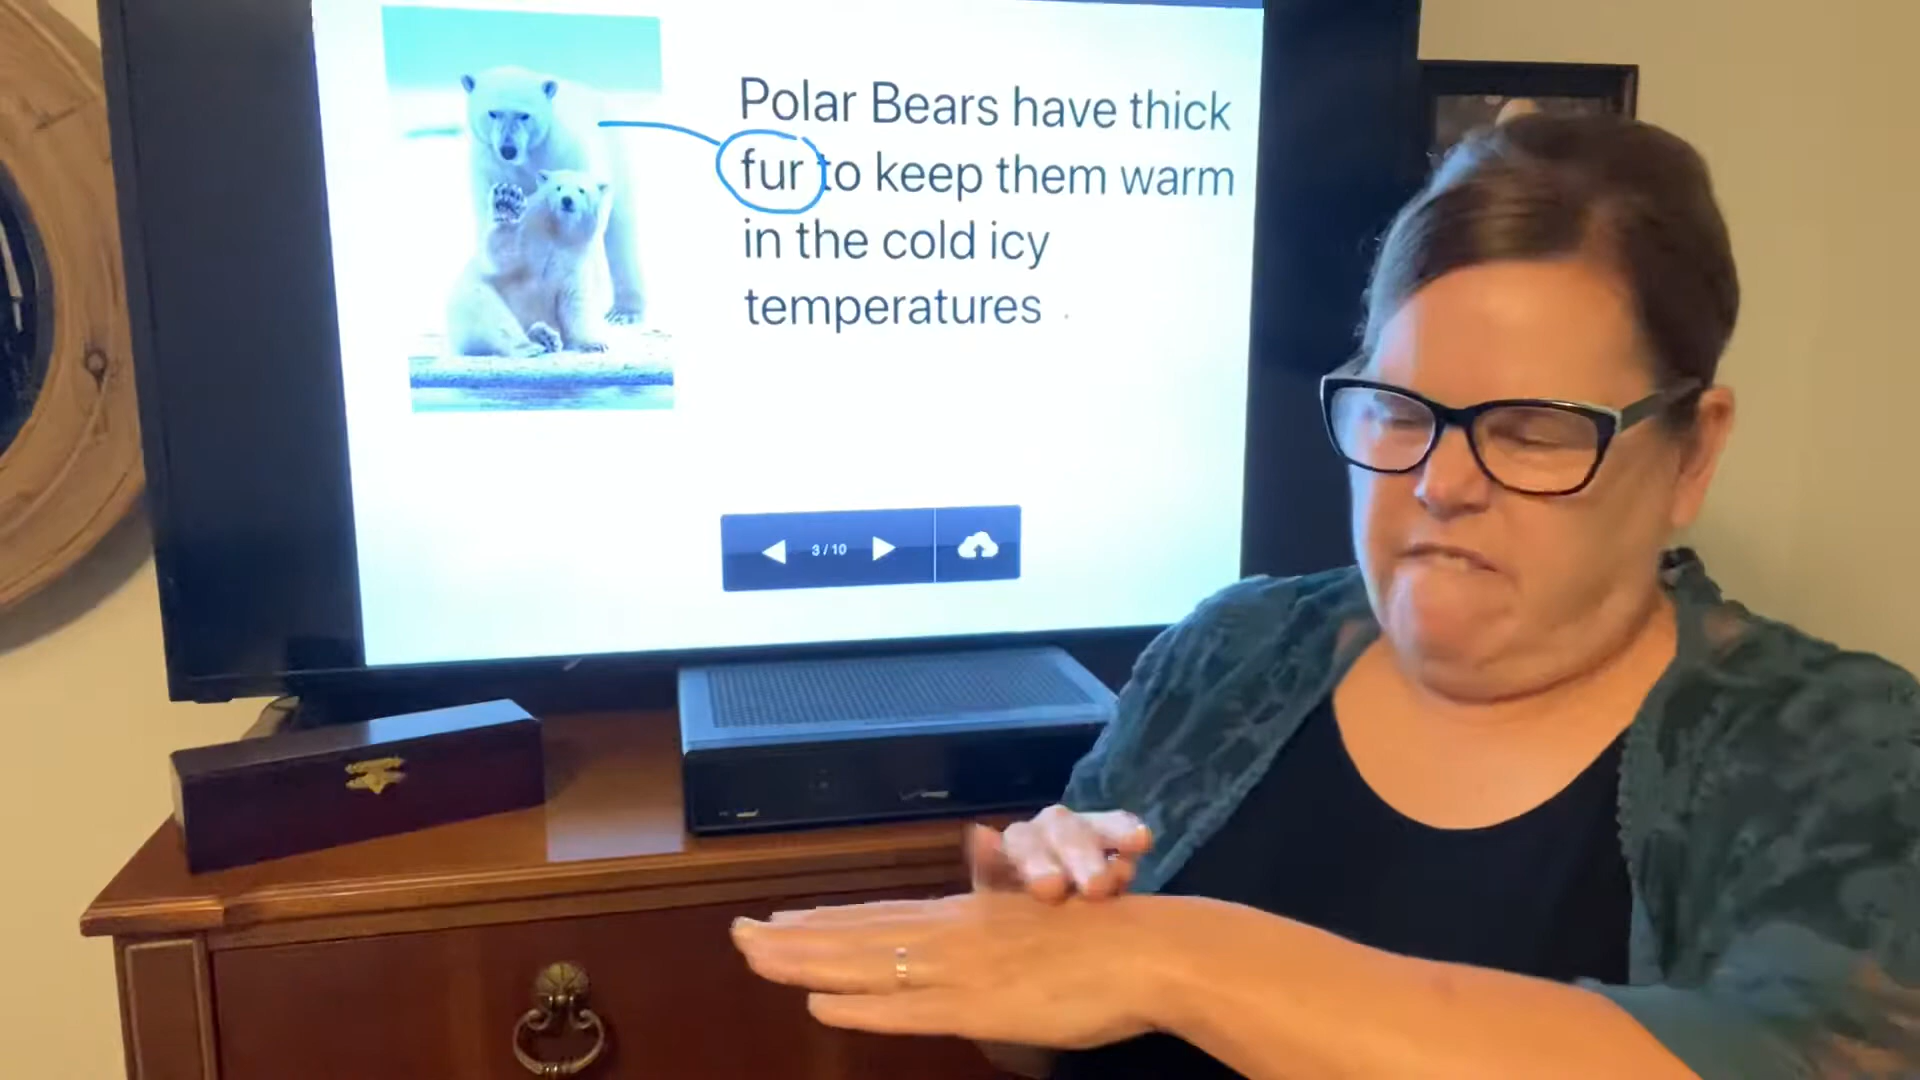 Polar Bears have thick
fur to keep them warm
in the cold icy
temperatures
3/10